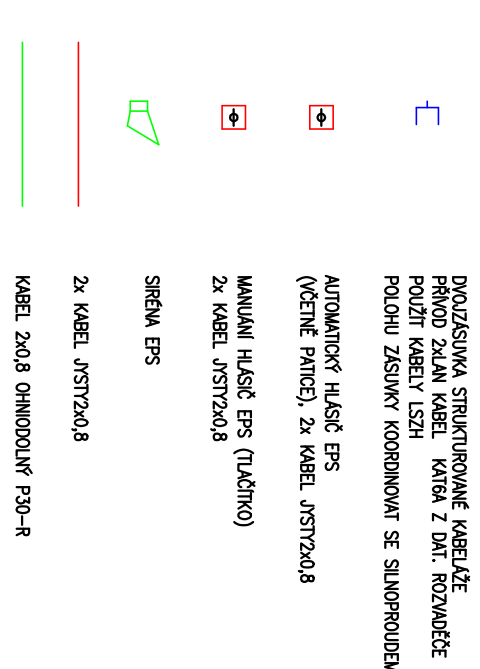 DVOJZÁSUVKA STRUKTUROVANÉ KABELÁŽE
PŘÍVOD 2xLAN KABEL KAT6A Z DAT. ROZVADĚČE
POUŽÍT KABELY LSZH
POLOHU ZÁSUVKY KOORDINOVAT SE SILNOPROUDEM
AUTOMATICKÝ HLÁSIČ EPS
(VČETNĚ PATICE), 2x KABEL JYSTY2x0,8
MANUÁNÍ HLÁSIČ EPS (TLAČÍTKO)
2x KABEL JYSTY2x0,8
SIRÉNA EPS
2x KABEL JYSTY2x0,8
KABEL 2x0,8 OHNIODOLNÝ P30-R